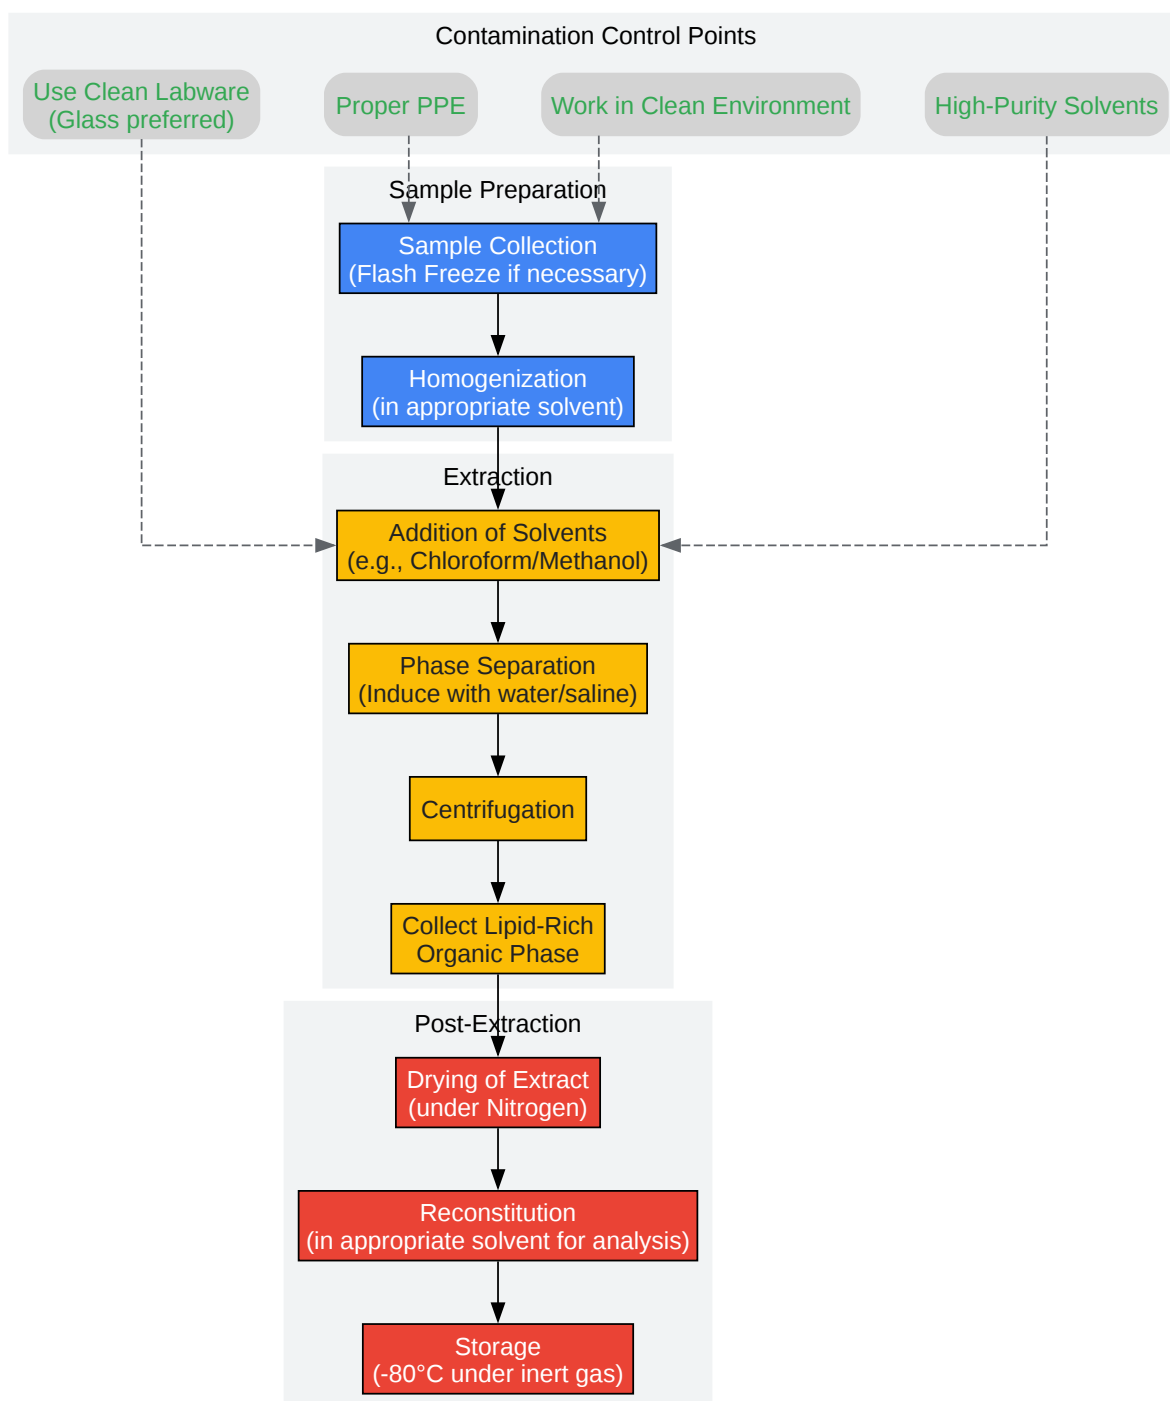 Contamination Control Points
Use Clean Labware
(Glass preferred)
Proper PPE
Work in Clean Environment
High-Purity Solvents
Sample Preparation
Sample Collection
(Flash Freeze if necessary)
Homogenization
(in appropriate solvent)
Extraction
Addition of Solvents
(e.g., Chloroform/Methanol)
Phase Separation
(Induce with water/saline)
Centrifugation
Collect Lipid-Rich
Organic Phase
Post-Extraction
Drying of Extract
(under Nitrogen)
Reconstitution
(in appropriate solvent for analysis)
Storage
(-80°C under inert gas)